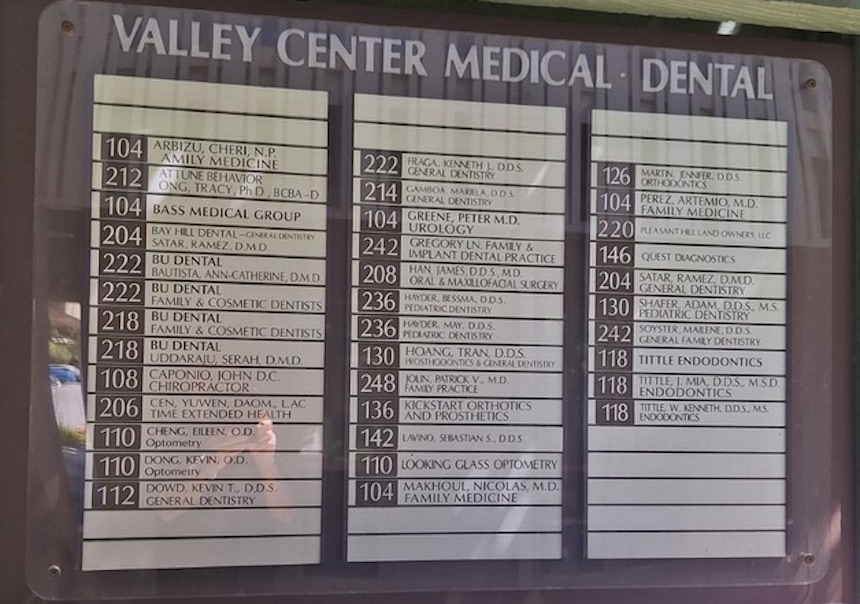 VALLEY CENTER MEDICAL DENTAL
104 ARBIZU, CHERI, N.P.
AMILY MEDICINE
212 ATTUNE BEHAVIOR
ONG, TRACY, Ph D , BCBA-D
104 BASS MEDICAL GROUP
204 BAY HILL DENTAL - GENERAL DENTISTRY
SATAR, RAMEZ, D.M.D.
222 BU DENTAL
BAUTISTA, ANN-CATHERINE, D.M.D
222 BU DENTAL
FAMILY & COSMETIC DENTISTS
218 BU DENTAL
FAMILY & COSMETIC DENTISTS
218 BU DENTAL
UDDARAJU, SERAH, D.M.D.
108 CAPONIO, JOHN D.C.
CHIROPRACTOR
206 CEN, YUWEN, DAOM., L.AC
TIME EXTENDED HEALTH
110 CHENG, EILEEN, O.D.
Optometry
110 DONG, KEVIN, O.D.
Optometry
112 DOWD, KEVIN T., D.D.S.
GENERAL DENTISTRY
222 FRAGA, KENNETH J., D.D.S.
GENERAL DENTISTRY
214 GAMBOA, MARIELA, D.D.S
GENERAL DENTISTRY
104 GREENE, PETER M.D.
UROLOGY
242 GREGORY LN. FAMILY &
IMPLANT DENTAL PRACTICE
208 HAN, JAMES, D.D.S., M.D.
ORAL & MAXILLOFACIAL SURGERY
236 HAYDER, BESSMA, D.D.S.
PEDIATRIC DENTISTRY
236 HAYDER, MAY, D.D.S.
PEDIATRIC DENTISTRY
130 HOANG, TRAN, D.D.S.
PROSTHODONTICS & GENERAL DENTISTRY
248 JOLIN, PATRICK V., M.D.
FAMILY PRACTICE
136 KICKSTART ORTHOTICS
AND PROSTHETICS
142 LAVINO, SEBASTIAN S., D.D.S.
110 LOOKING GLASS OPTOMETRY
104 MAKHOUL, NICOLAS, M.D.
FAMILY MEDICINE
126 MARTIN, JENNIFER, D.D.S.
ORTHODONTICS
104 PEREZ, ARTEMIO, M.D.
FAMILY MEDICINE
220 PLEASANT HILL LAND OWNERS, LLC
146 QUEST DIAGNOSTICS
204 SATAR, RAMEZ, D.M.D.
GENERAL DENTISTRY
130 SHAFER, ADAM, D.D.S., M.S.
PEDIATRIC DENTISTRY
242 SOYSTER, MAILENE, D.D.S.
GENERAL FAMILY DENTISTRY
118 TITTLE ENDODONTICS
118 TITTLE, J. MIA, D.D.S., M.S.D.
ENDODONTICS
118 TITTLE, W. KENNETH, D.D.S., M.S.
ENDODONTICS